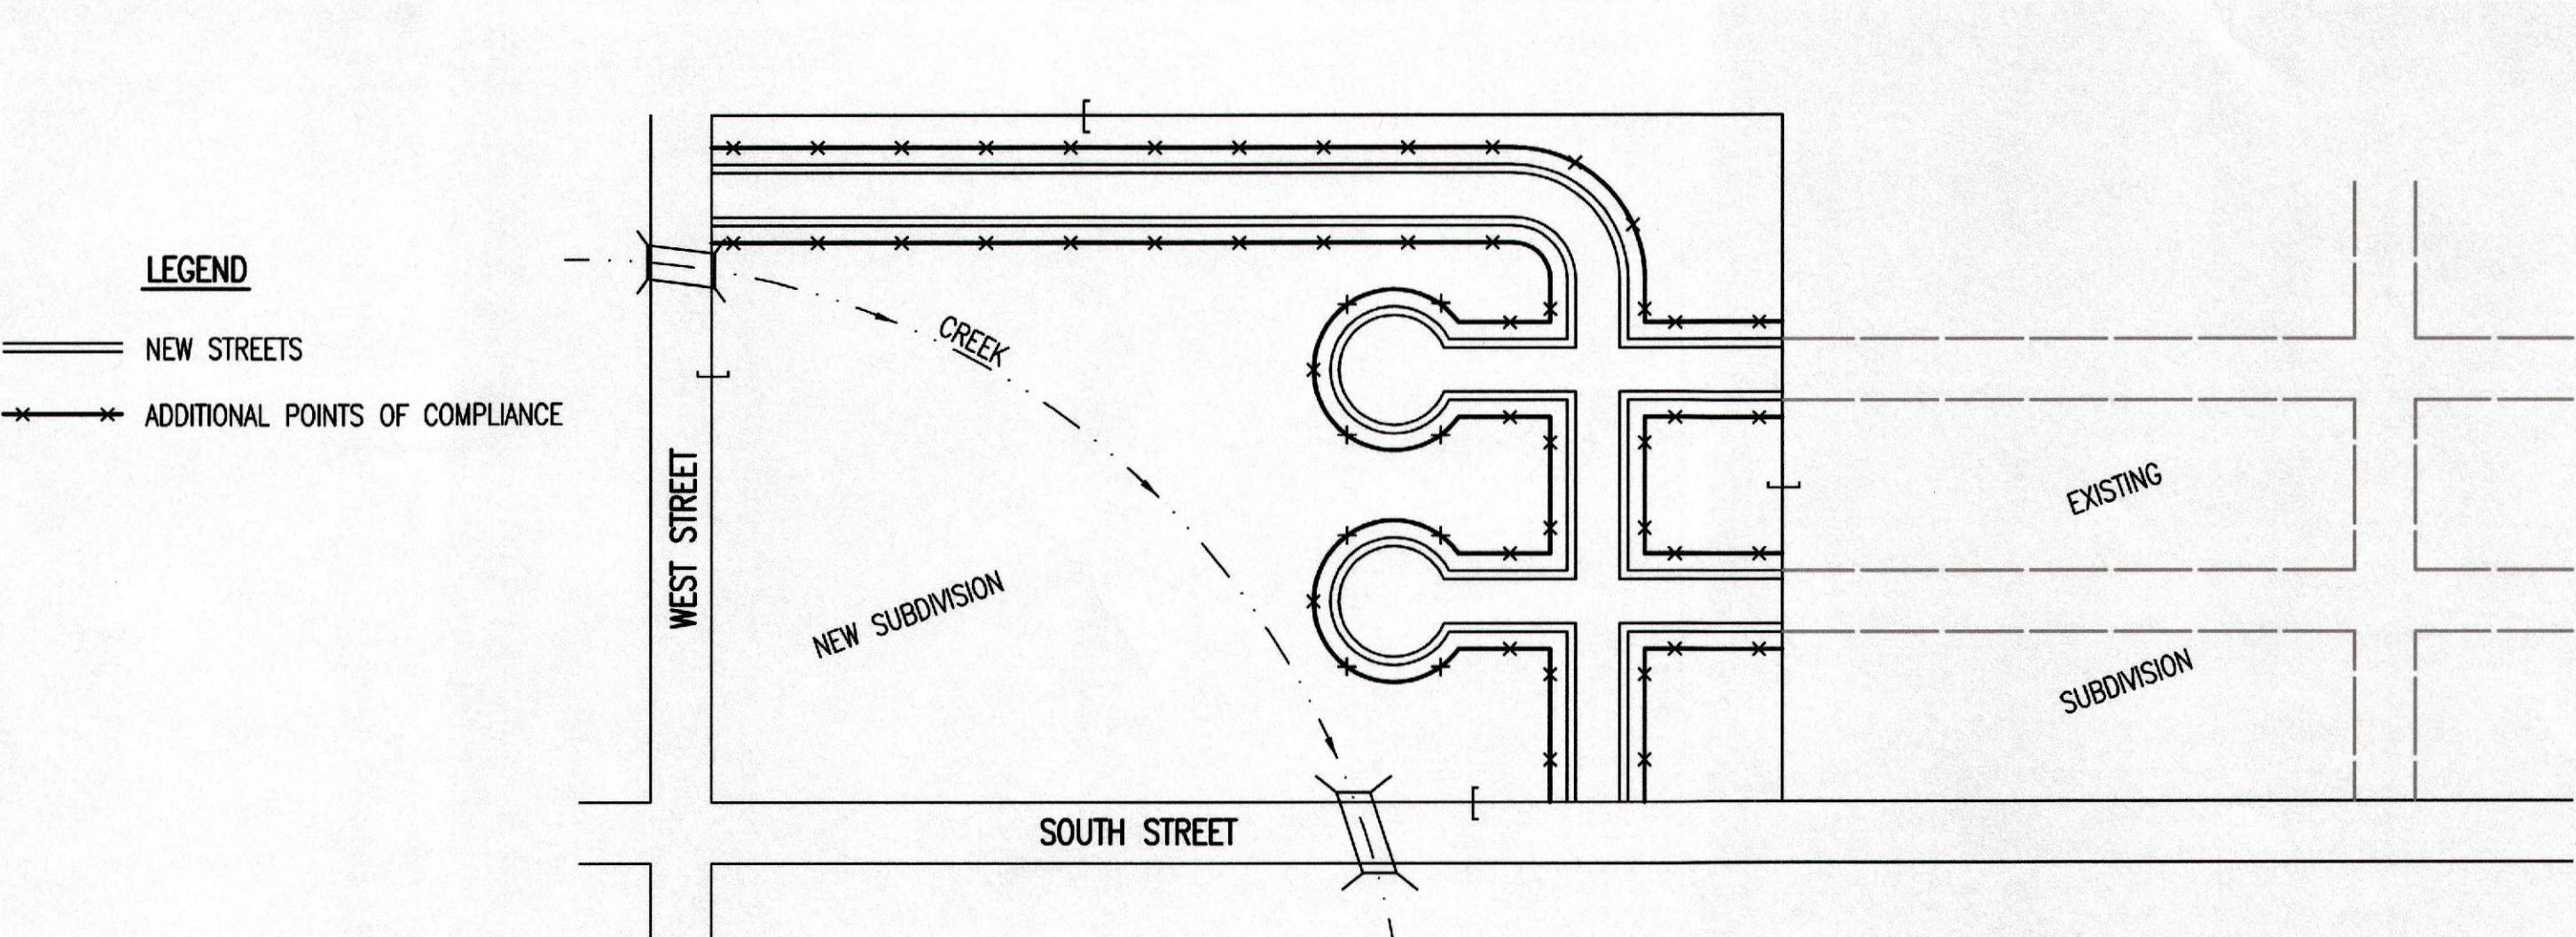 LEGEND
NEW STREETS
ADDITIONAL POINTS OF COMPLIANCE
CREEK
WEST STREET
NEW SUBDIVISION
SOUTH STREET
EXISTING
SUBDIVISION